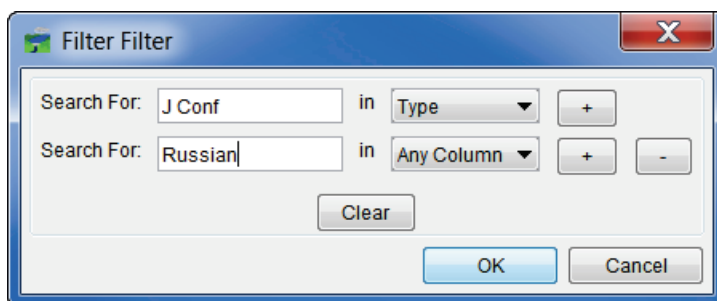 Filter Filter
X
Search For: J Conf in Type +
Search For: Russian in Any Column + -
Clear
OK Cancel